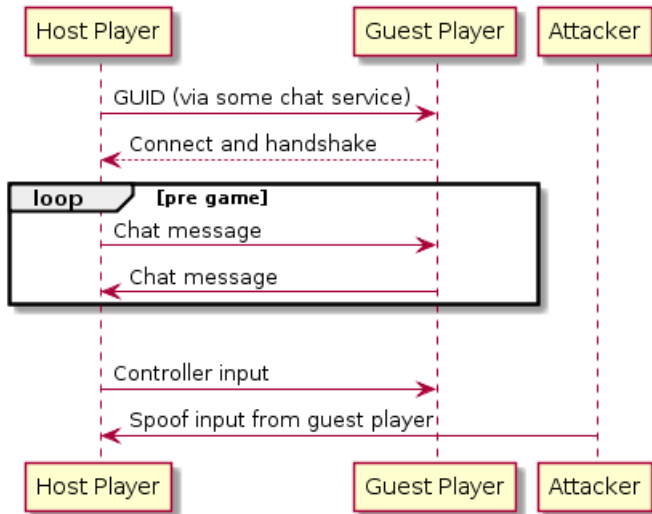 Host Player Guest Player Attacker
GUID (via some chat service)
Connect and handshake
loop [pre game]
Chat message
Chat message
Controller input
Spoof input from guest player
Host Player Guest Player Attacker